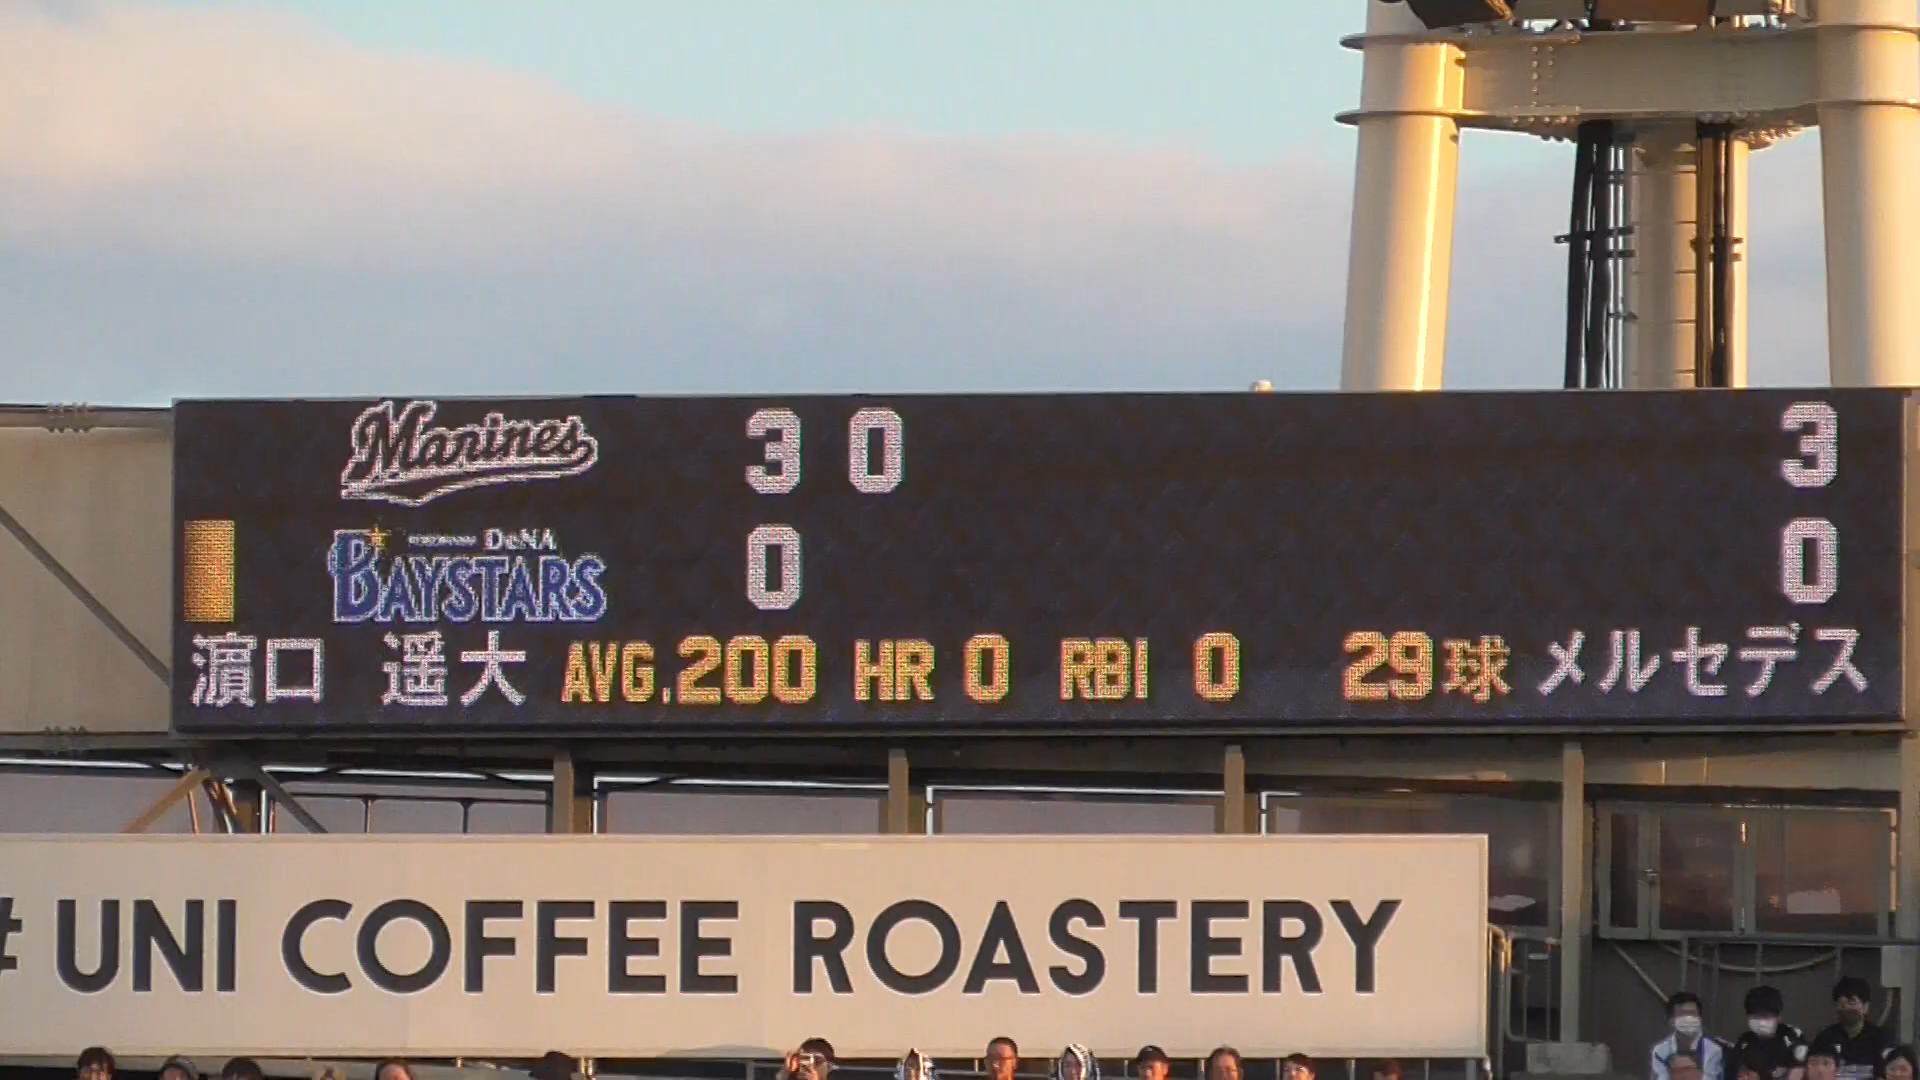 Marines 3 0 3
DeNA
BAYSTARS 0 0
濵口 遥大 AVG.200 HR 0 RBI 0 29球 メルセデス
# UNI COFFEE ROASTERY